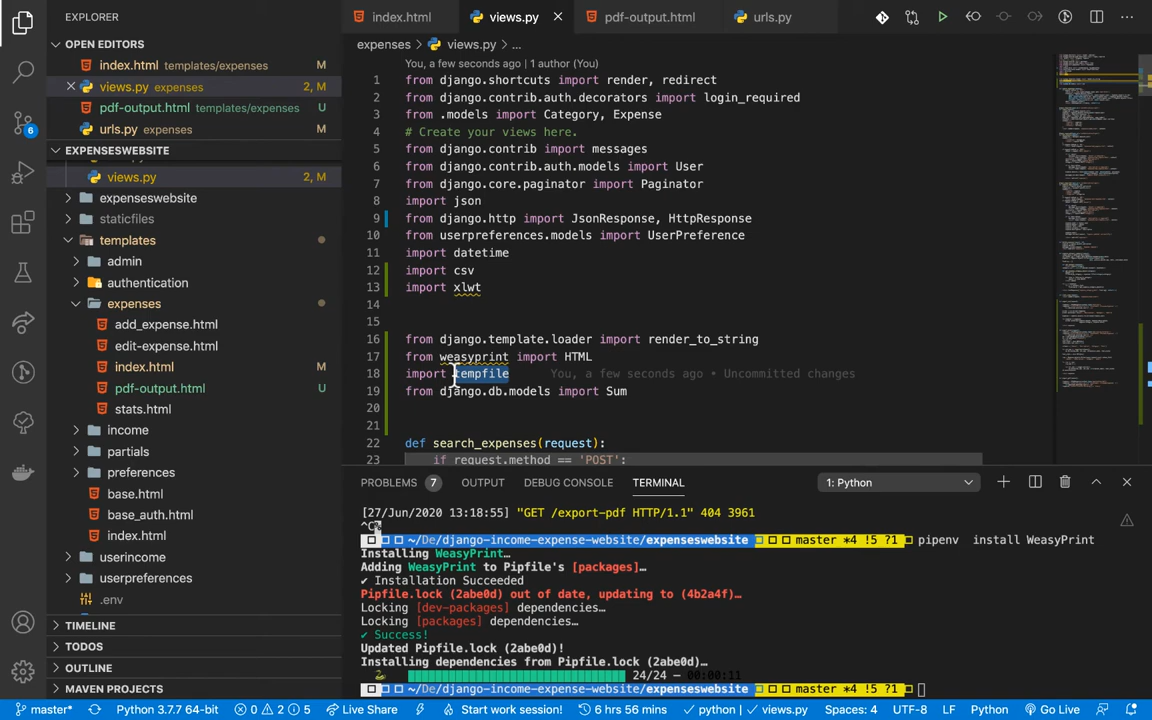 EXPLORER
OPEN EDITORS
index.html templates/expenses M
views.py expenses 2, M
pdf-output.html templates/expenses U
urls.py expenses
EXPENSESWEBSITE
views.py 2, M
expenseswebsite
staticfiles
templates
admin
authentication
expenses
add_expense.html
edit-expense.html
index.html M
pdf-output.html U
stats.html
income
partials
preferences
base.html
base_auth.html
index.html
userincome
userpreferences
.env
TIMELINE
TODOS
OUTLINE
MAVEN PROJECTS
6
index.html views.py pdf-output.html urls.py
expenses > views.py > ...
You, a few seconds ago | 1 author (You)
1 from django.shortcuts import render, redirect
2 from django.contrib.auth.decorators import login_required
3 from .models import Category, Expense
4 # Create your views here.
5 from django.contrib import messages
6 from django.contrib.auth.models import User
7 from django.core.paginator import Paginator
8 import json
9 from django.http import JsonResponse, HttpResponse
10 from userpreferences.models import UserPreference
11 import datetime
12 import csv
13 import xlwt
14
15
16 from django.template.loader import render_to_string
17 from weasyprint import HTML
18 import tempfile You, a few seconds ago • Uncommitted changes
19 from django.db.models import Sum
20
21
22 def search_expenses(request):
23 if request.method == 'POST':
PROBLEMS 7 OUTPUT DEBUG CONSOLE TERMINAL 1: Python
[27/Jun/2020 13:18:55] "GET /export-pdf HTTP/1.1" 404 3961
^C%
~/De/django-income-expense-website/expenseswebsite master *4 !5 ?1 pipenv install WeasyPrint
Installing WeasyPrint…
Adding WeasyPrint to Pipfile's [packages]…
✔ Installation Succeeded
Pipfile.lock (2abe0d) out of date, updating to (4b2a4f)…
Locking [dev-packages] dependencies…
Locking [packages] dependencies…
✔ Success!
Updated Pipfile.lock (2abe0d)!
Installing dependencies from Pipfile.lock (2abe0d)…
24/24 — 00:00:11
~/De/django-income-expense-website/expenseswebsite master *4 !5 ?1
master* Python 3.7.7 64-bit 0 2 5 Live Share Start work session! 6 hrs 56 mins python | ✓ views.py Spaces: 4 UTF-8 LF Python Go Live